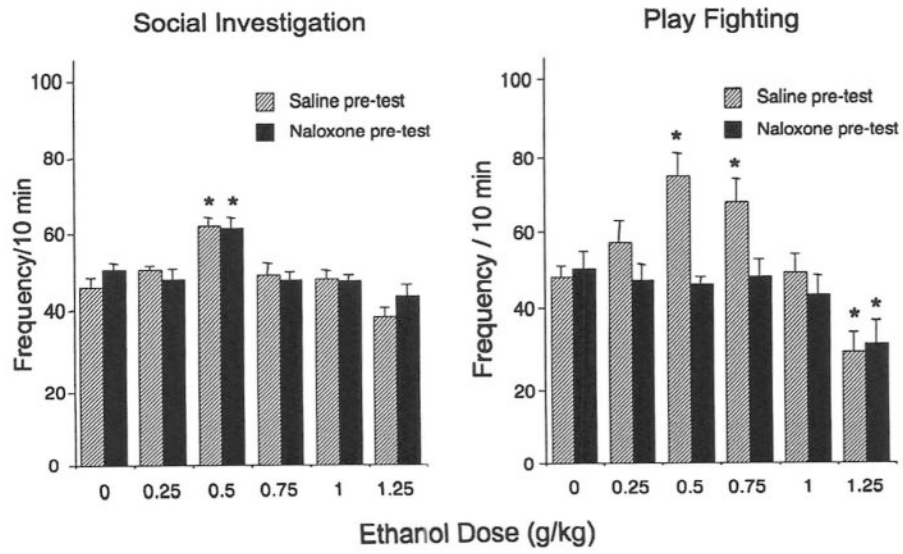 Social Investigation
Play Fighting
100
80
60
40
20
0
Frequency/10 min
Saline pre-test
Naloxone pre-test
* *
0 0.25 0.5 0.75 1 1.25
100
80
60
40
20
0
Frequency / 10 min
Saline pre-test
Naloxone pre-test
*
*
* *
0 0.25 0.5 0.75 1 1.25
Ethanol Dose (g/kg)